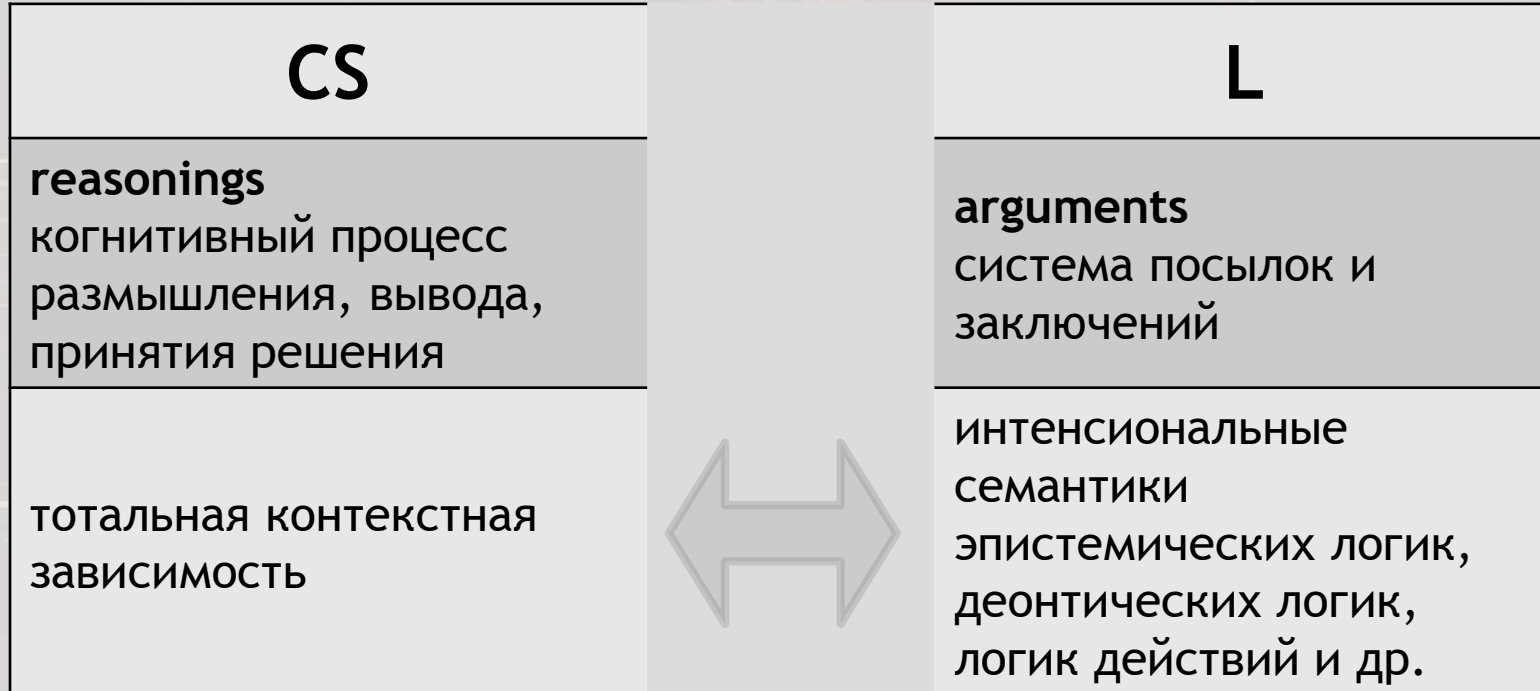 CS
L
reasonings
когнитивный процесс
размышления, вывода,
принятия решения
arguments
система посылок и
заключений
тотальная контекстная
зависимость
интенсиональные
семантики
эпистемических логик,
деонтических логик,
логик действий и др.